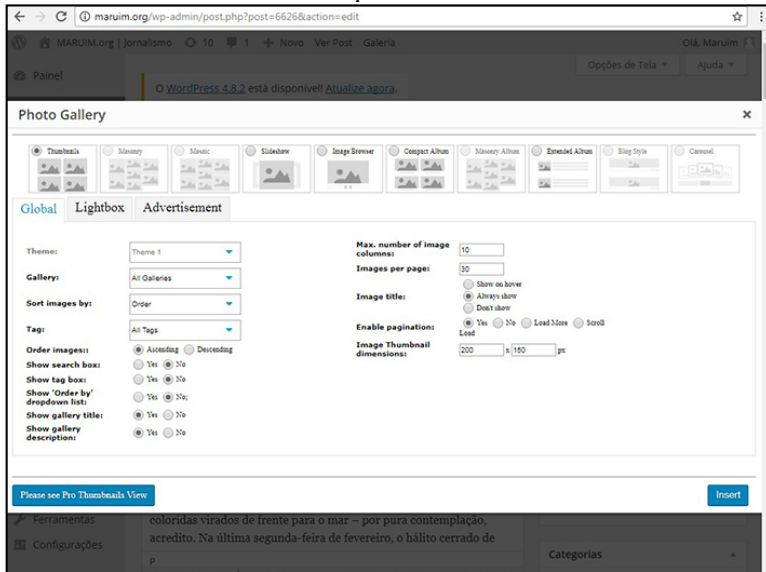 maruim.org/wp-admin/post.php?post=6626&action=edit
MARUIM.org | Jornalismo 10 1 + Novo Ver Post Galeria Olá, Maruim
Painel
Opções de Tela Ajuda
O WordPress 4.8.2 está disponível! Atualize agora.
Photo Gallery
Thumbnails Masonry Mosaic Slideshow Image Browser Compact Album Masonry Album Extended Album Blog Style Carousel
Global Lightbox Advertisement
Theme: Theme 1
Gallery: All Galleries
Sort images by: Order
Tag: All Tags
Order images:: Ascending Descending
Show search box: Yes No
Show tag box: Yes No
Show 'Order by'
dropdown list: Yes No;
Show gallery title: Yes No
Show gallery
description: Yes No
Max. number of image
columns: 10
Images per page: 30
Show on hover
Image title: Always show
Don't show
Enable pagination: Yes No Load More Scroll
Load
Image Thumbnail
dimensions: 200 x 150 px
Please see Pro Thumbnails View
Insert
Ferramentas
Configurações
coloridas virados de frente para o mar – por pura contemplação,
acredito. Na última segunda-feira de fevereiro, o hálito cerrado de
p
Categorias